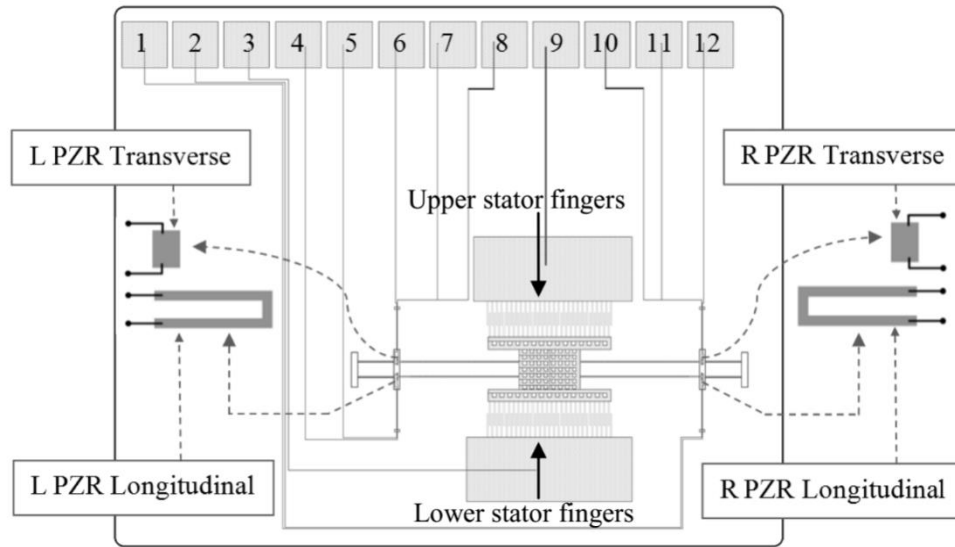 1 2 3 4 5 6 7 8 9 10 11 12
L PZR Transverse
R PZR Transverse
Upper stator fingers
L PZR Longitudinal
R PZR Longitudinal
Lower stator fingers